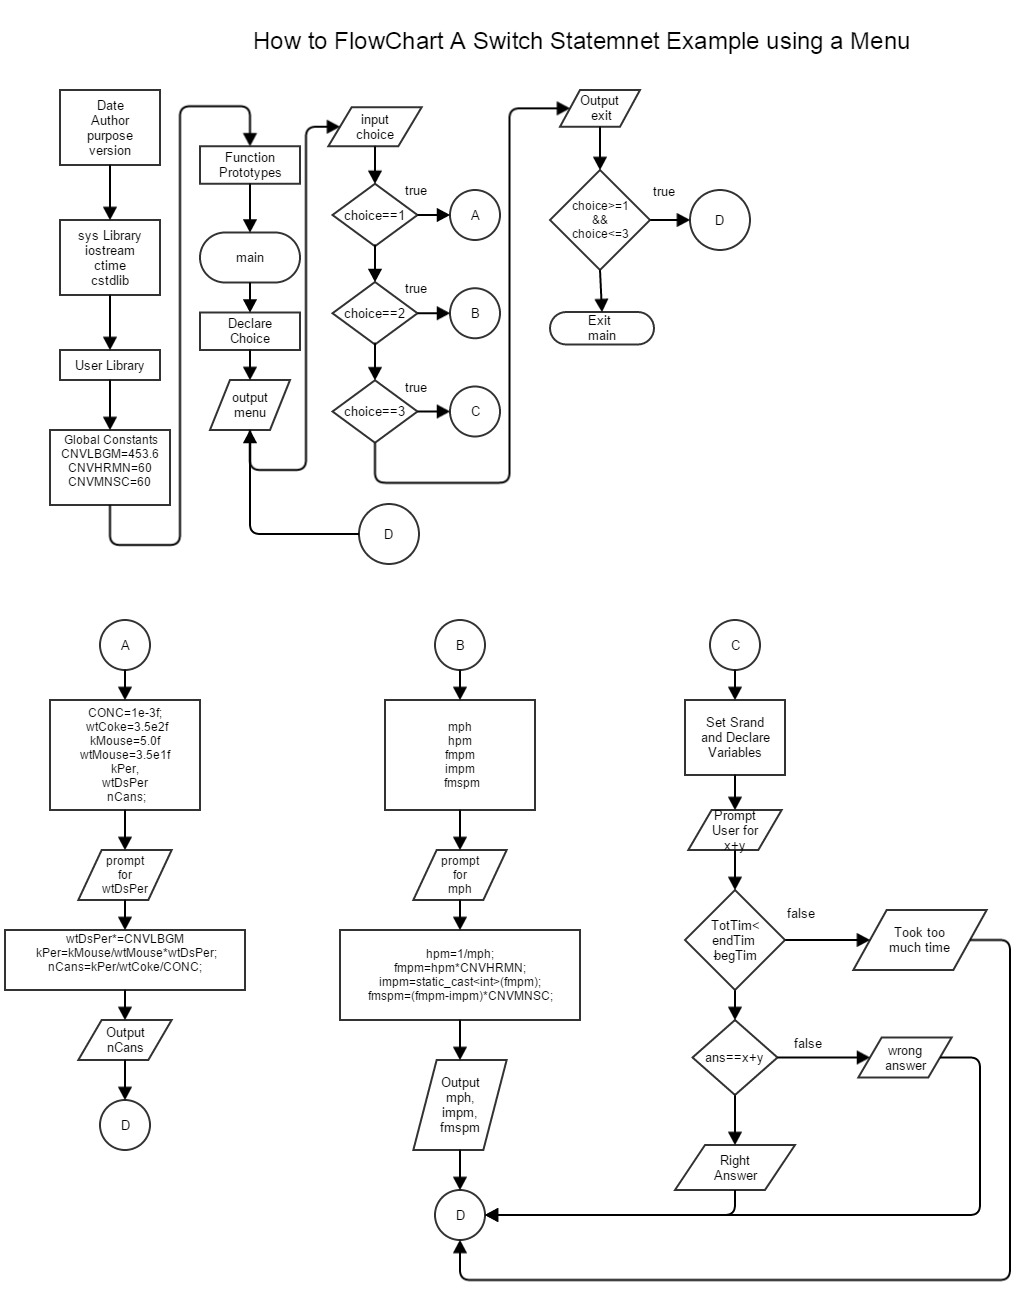 How to FlowChart A Switch Statemnet Example using a Menu
Date
Author
purpose
version
sys Library
iostream
ctime
cstdlib
User Library
Global Constants
CNVLBGM=453.6
CNVHRMN=60
CNVMNSC=60
Function
Prototypes
main
Declare
Choice
output
menu
input
choice
choice==1
true
A
choice==2
true
B
choice==3
true
C
D
Output
exit
choice>=1
&&
choice<=3
true
D
Exit
main
A
CONC=1e-3f;
wtCoke=3.5e2f
kMouse=5.0f
wtMouse=3.5e1f
kPer,
wtDsPer
nCans;
prompt
for
wtDsPer
wtDsPer*=CNVLBGM
kPer=kMouse/wtMouse*wtDsPer;
nCans=kPer/wtCoke/CONC;
Output
nCans
D
B
mph
hpm
fmpm
impm
fmspm
prompt
for
mph
hpm=1/mph;
fmpm=hpm*CNVHRMN;
impm=static_cast<int>(fmpm);
fmspm=(fmpm-impm)*CNVMNSC;
Output
mph,
impm,
fmspm
D
C
Set Srand
and Declare
Variables
Prompt
User for
x+y
TotTim<
endTim
-begTim
false
Took too
much time
ans==x+y
false
wrong
answer
Right
Answer